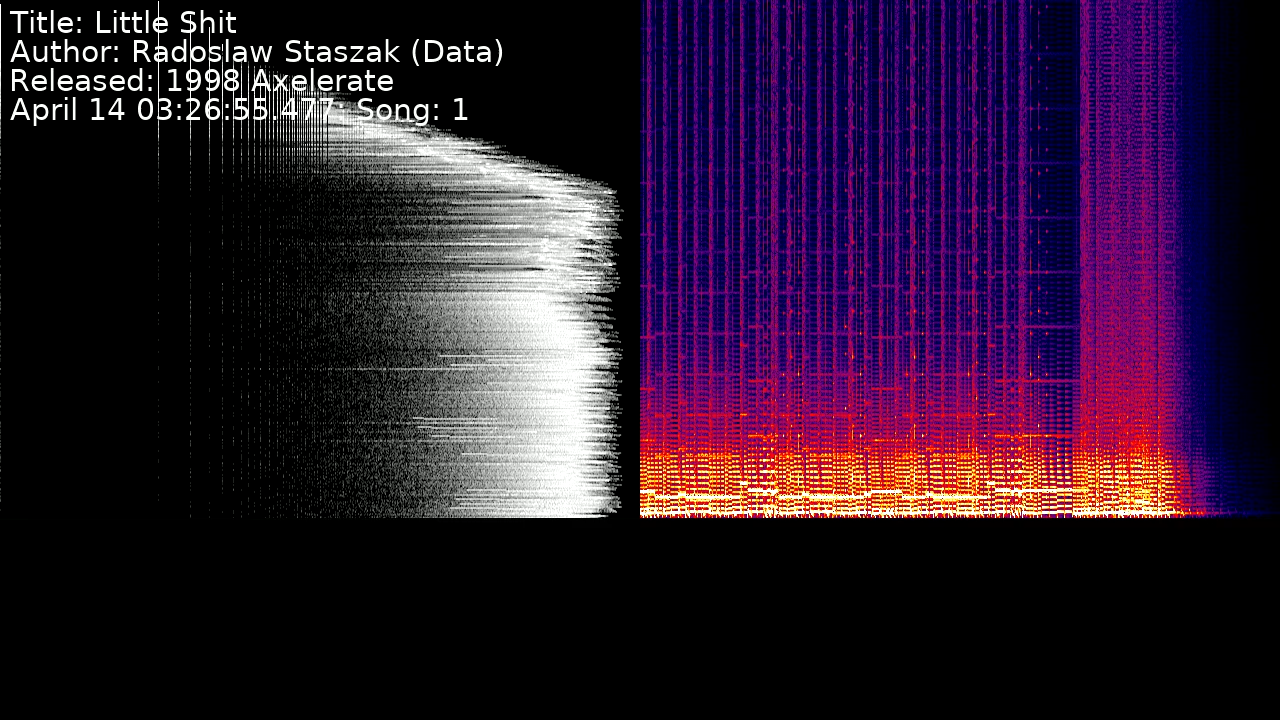 Title: Little Shit
Author: Radoslaw Staszak (Data)
Released: 1998 Axelerate
April 14 03:26:55.477; Song: 1